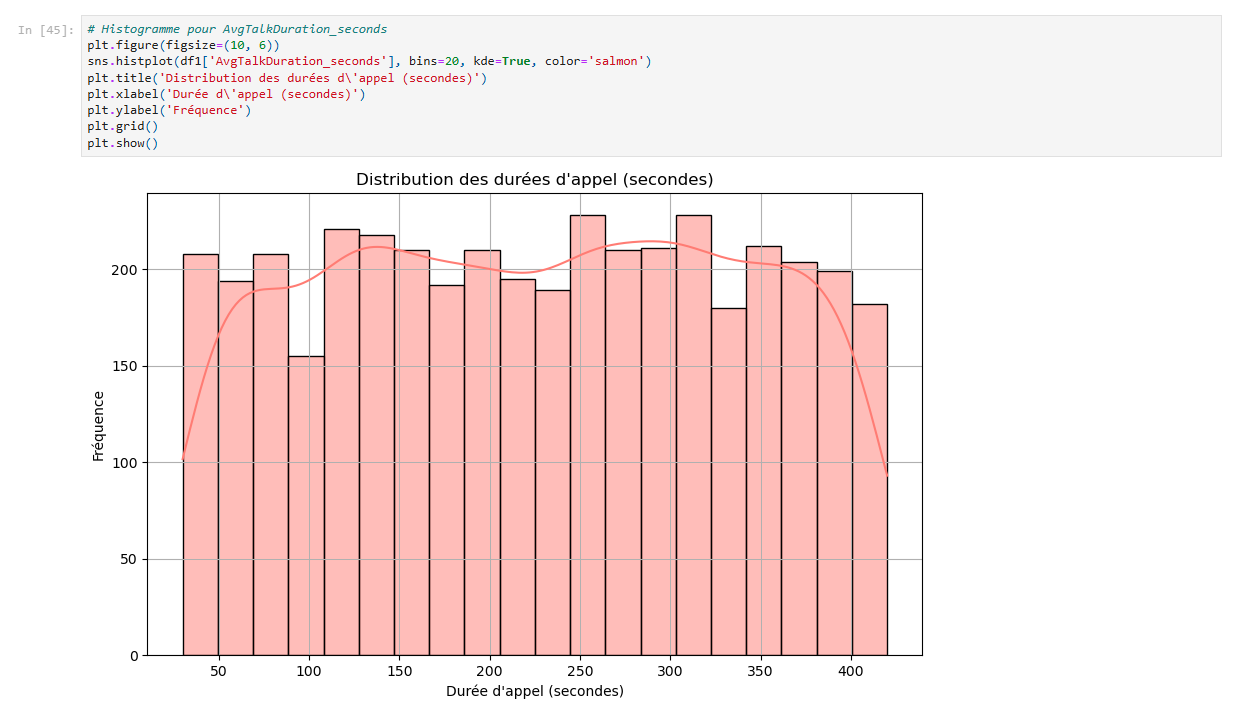 In [45]:
# Histogramme pour AvgTalkDuration_seconds
plt.figure(figsize=(10, 6))
sns.histplot(df1['AvgTalkDuration_seconds'], bins=20, kde=True, color='salmon')
plt.title('Distribution des durées d\'appel (secondes)')
plt.xlabel('Durée d\'appel (secondes)')
plt.ylabel('Fréquence')
plt.grid()
plt.show()
Distribution des durées d'appel (secondes)
200
150
100
50
0
Fréquence
50 100 150 200 250 300 350 400
Durée d'appel (secondes)